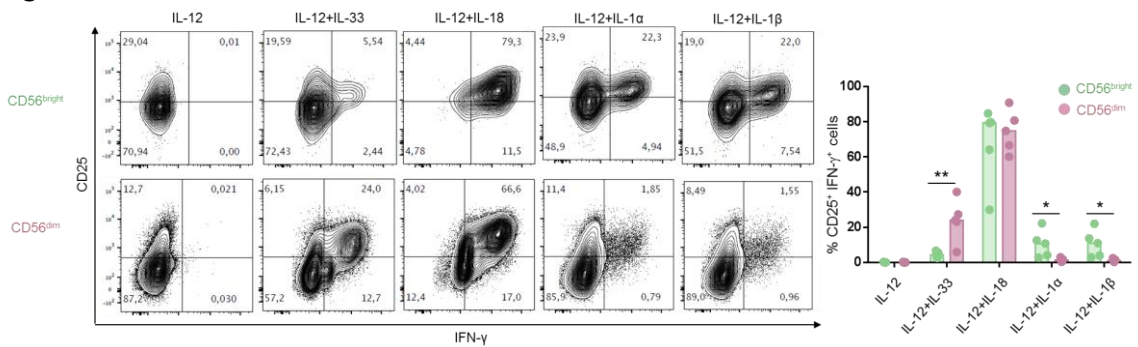 IL-12 IL-12+IL-33 IL-12+IL-18 IL-12+IL-1α IL-12+IL-1β
CD56bright
29,04 0,01 19,59 5,54 4,44 79,3 23,9 22,3 19,0 22,0
70,94 0,00 72,43 2,44 4,78 11,5 48,9 4,94 51,5 7,54
CD25
CD56dim
12,7 0,021 6,15 24,0 4,02 66,6 11,4 1,85 8,49 1,55
87,2 0,030 57,2 12,7 12,4 17,0 85,9 0,79 89,0 0,96
IFN-γ
% CD25+ IFN-γ+ cells
100
80
60
40
20
0
CD56bright
CD56dim
**
*
*
IL-12
IL-12+IL-33
IL-12+IL-18
IL-12+IL-1α
IL-12+IL-1β